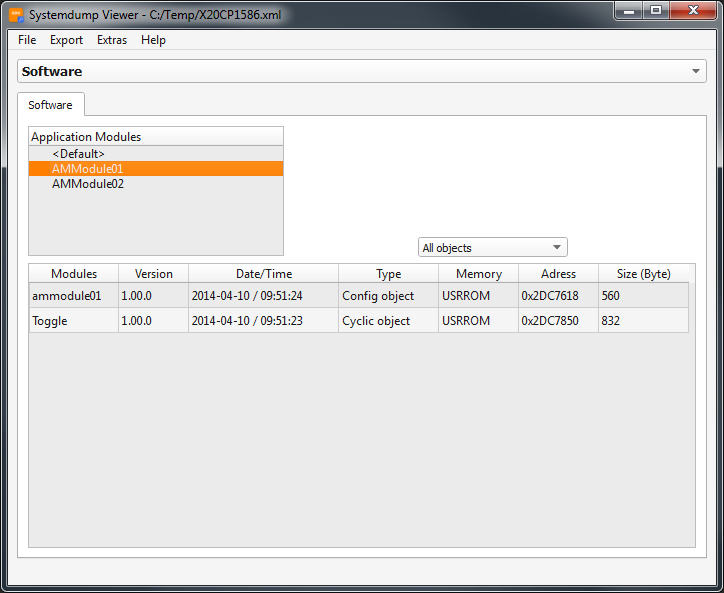 Systemdump Viewer - C:/Temp/X20CP1586.xml
File Export Extras Help
Software
Software
Application Modules
<Default>
AMModule01
AMModule02
All objects
Modules Version Date/Time Type Memory Adress Size (Byte)
ammodule01 1.00.0 2014-04-10 / 09:51:24 Config object USRROM 0x2DC7618 560
Toggle 1.00.0 2014-04-10 / 09:51:23 Cyclic object USRROM 0x2DC7850 832